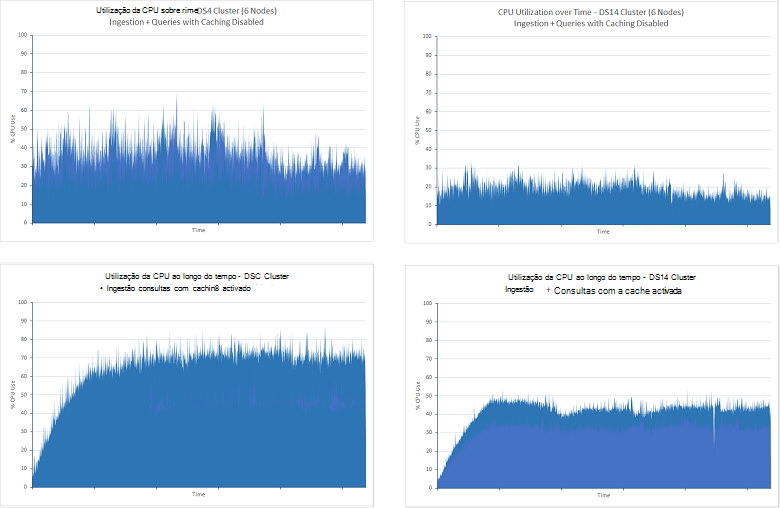 Utilização da CPU sobre rime DS4 Cluster (6 Nodes)
Ingestion + Queries with Caching Disabled
100
90
80
70
60
50
40
30
20
10
0
% CPU Use
Time
CPU Utilization over Time – DS14 Cluster (6 Nodes)
Ingestion + Queries with Caching Disabled
100
90
80
70
60
50
40
30
20
10
0
% CPU Use
Time
Utilização da CPU ao longo do tempo - DSC Cluster
• Ingestão consultas com cachin8 activado
100
90
80
70
60
50
40
30
20
10
0
% CPU Use
Time
Utilização da CPU ao longo do tempo - DS14 Cluster
Ingestão + Consultas com a cache activada
100
90
80
70
60
50
40
30
20
10
0
% CPU Use
Time